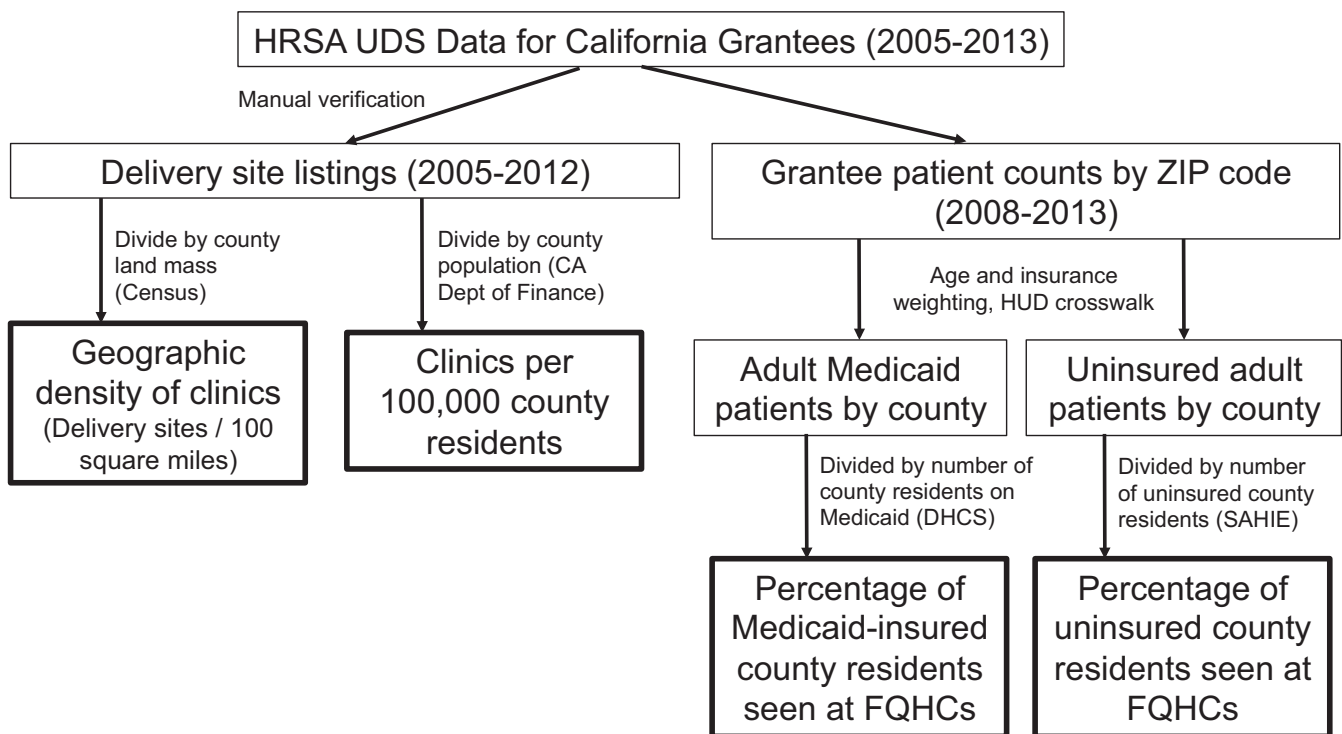 HRSA UDS Data for California Grantees (2005-2013)
Manual verification
Delivery site listings (2005-2012)
Grantee patient counts by ZIP code
(2008-2013)
Divide by county
land mass
(Census)
Divide by county
population (CA
Dept of Finance)
Age and insurance
weighting, HUD crosswalk
Geographic
density of clinics
(Delivery sites / 100
square miles)
Clinics per
100,000 county
residents
Adult Medicaid
patients by county
Uninsured adult
patients by county
Divided by number of
county residents on
Medicaid (DHCS)
Divided by number
of uninsured county
residents (SAHIE)
Percentage of
Medicaid-insured
county residents
seen at FQHCs
Percentage of
uninsured county
residents seen at
FQHCs